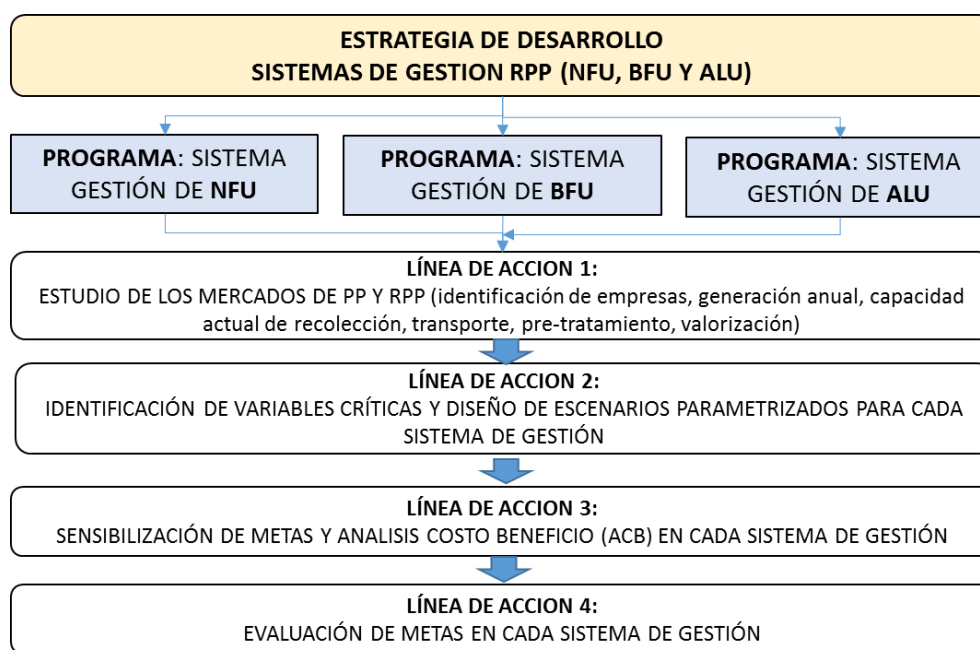 ESTRATEGIA DE DESARROLLO
SISTEMAS DE GESTION RPP (NFU, BFU Y ALU)
PROGRAMA: SISTEMA
GESTIÓN DE NFU
PROGRAMA: SISTEMA
GESTIÓN DE BFU
PROGRAMA: SISTEMA
GESTIÓN DE ALU
LÍNEA DE ACCION 1:
ESTUDIO DE LOS MERCADOS DE PP Y RPP (identificación de empresas, generación anual, capacidad
actual de recolección, transporte, pre-tratamiento, valorización)
LÍNEA DE ACCION 2:
IDENTIFICACIÓN DE VARIABLES CRÍTICAS Y DISEÑO DE ESCENARIOS PARAMETRIZADOS PARA CADA
SISTEMA DE GESTIÓN
LÍNEA DE ACCION 3:
SENSIBILIZACIÓN DE METAS Y ANALISIS COSTO BENEFICIO (ACB) EN CADA SISTEMA DE GESTIÓN
LÍNEA DE ACCION 4:
EVALUACIÓN DE METAS EN CADA SISTEMA DE GESTIÓN